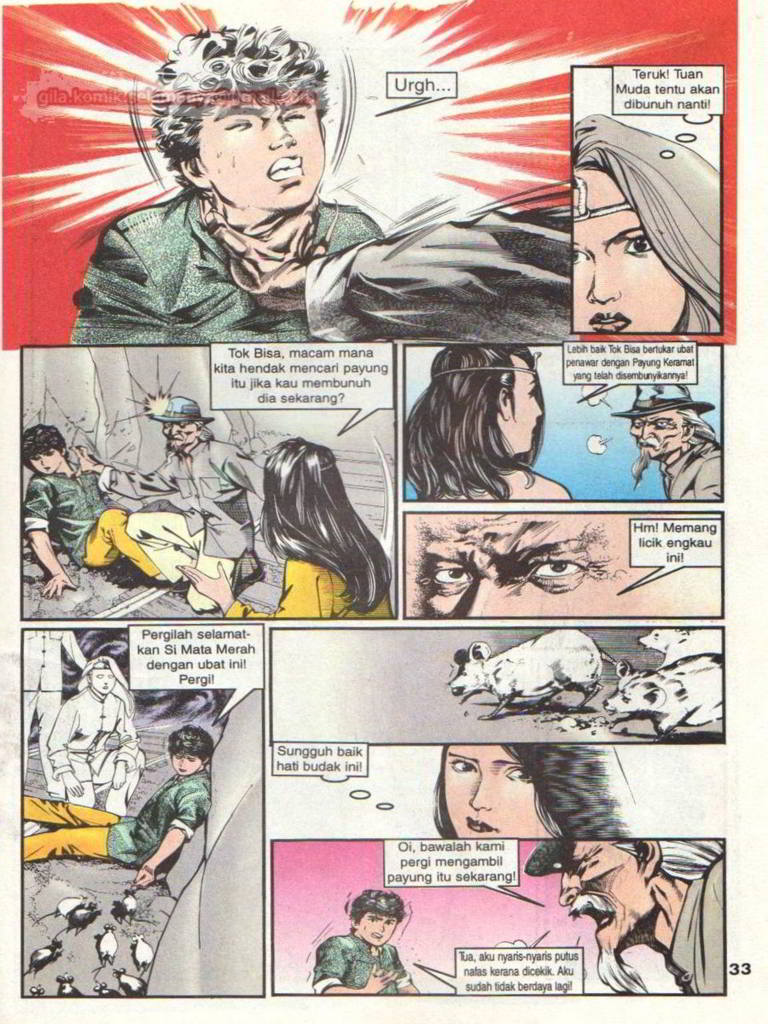 Urgh...
Teruk! Tuan
Muda tentu akan
dibunuh nanti!
Tok Bisa, macam mana
kita hendak mencari payung
itu jika kau membunuh
dia sekarang?
Lebih baik Tok Bisa bertukar ubat
penawar dengan Payung Keramat
yang telah disembunyikannya!
Hm! Memang
licik engkau
ini!
Pergilah selamat-
kan Si Mata Merah
dengan ubat ini!
Pergi!
Sungguh baik
hati budak ini!
Oi, bawalah kami
pergi mengambil
payung itu sekarang!
Tua, aku nyaris-nyaris putus
nafas kerana dicekik. Aku
sudah tidak berdaya lagi!
33